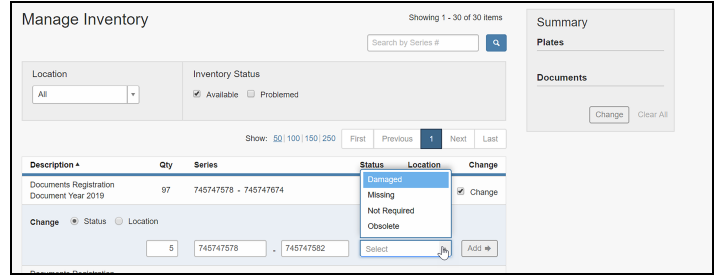 Manage Inventory
Showing 1 - 30 of 30 items
Search by Series #
Location
All
Inventory Status
Available Problemed
Show: 50 | 100 | 150 | 250 First Previous 1 Next Last
Description Qty Series Status Location Change
Documents Registration
Document Year 2019
97 745747578 - 745747674
Change
Damaged
Missing
Not Required
Obsolete
Change Status Location
5 745747578 - 745747582 Select Add
Documents Registration
Summary
Plates
Documents
Change Clear All